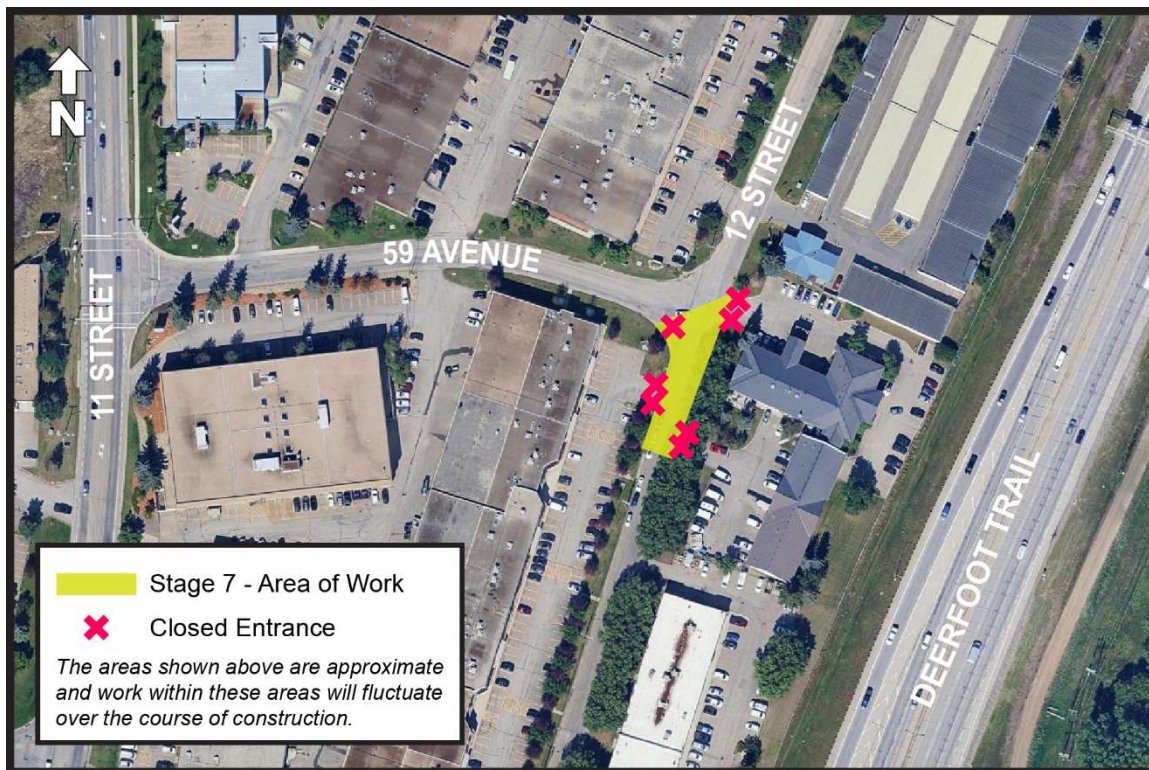 N
11 STREET
59 AVENUE
12 STREET
DEERFOOT TRAIL
Stage 7 - Area of Work
Closed Entrance
The areas shown above are approximate
and work within these areas will fluctuate
over the course of construction.